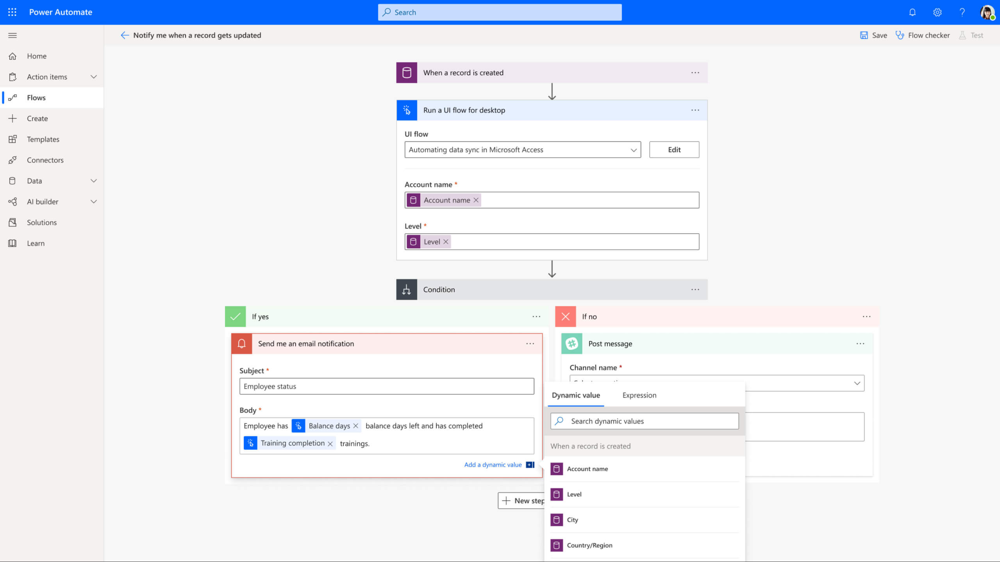 Power Automate
Search
Notify me when a record gets updated
Save
Flow checker
Test
Home
Action items
Flows
Create
Templates
Connectors
Data
AI builder
Solutions
Learn
When a record is created
Run a UI flow for desktop
UI flow
Automating data sync in Microsoft Access
Edit
Account name *
Account name
Level *
Level
Condition
If yes
Send me an email notification
Subject *
Employee status
Body *
Employee has Balance days balance days left and has completed
Training completion trainings.
Add a dynamic value
If no
Post message
Channel name *
Dynamic value
Expression
Search dynamic values
When a record is created
Account name
Level
City
Country/Region
New step